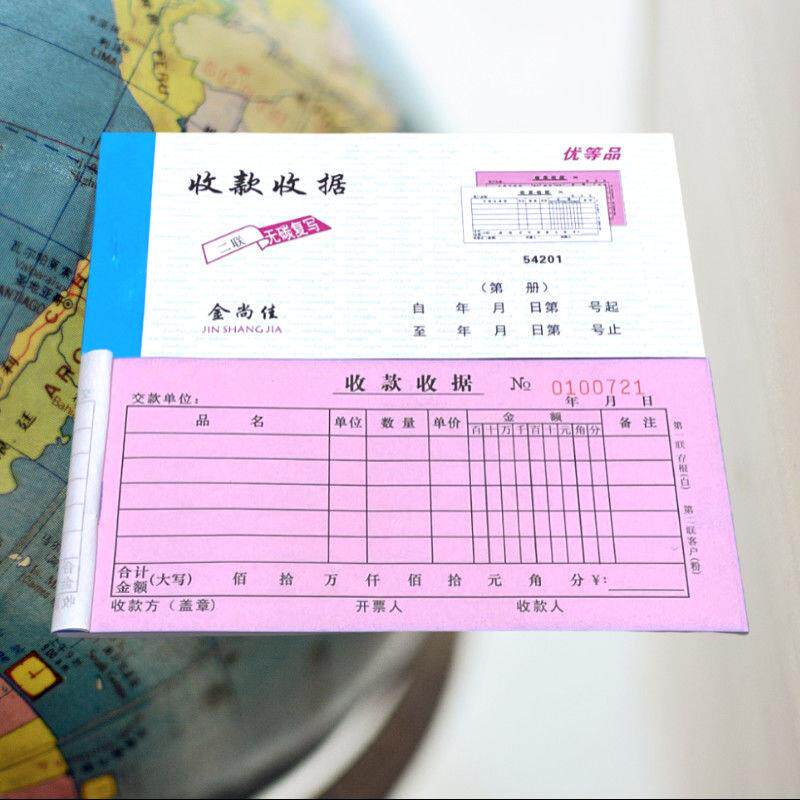 LIMA
PERU
优等品
收款收据
二联 无碳复写
54201
(第 册)
金尚佳
自 年 月 日第 号起
JIN SHANG JIA
至 年 月 日第 号止
收款收据 № 0100721
交款单位: 年 月 日
品 名 单位 数量 单价 金 额 备 注
百 十 万 千 百 十 元 角 分
第一联存根(白)
第二联客户(粉)
合计金额(大写) 佰 拾 万 仟 佰 拾 元 角 分 ¥:
收款方(盖章) 开票人 收款人